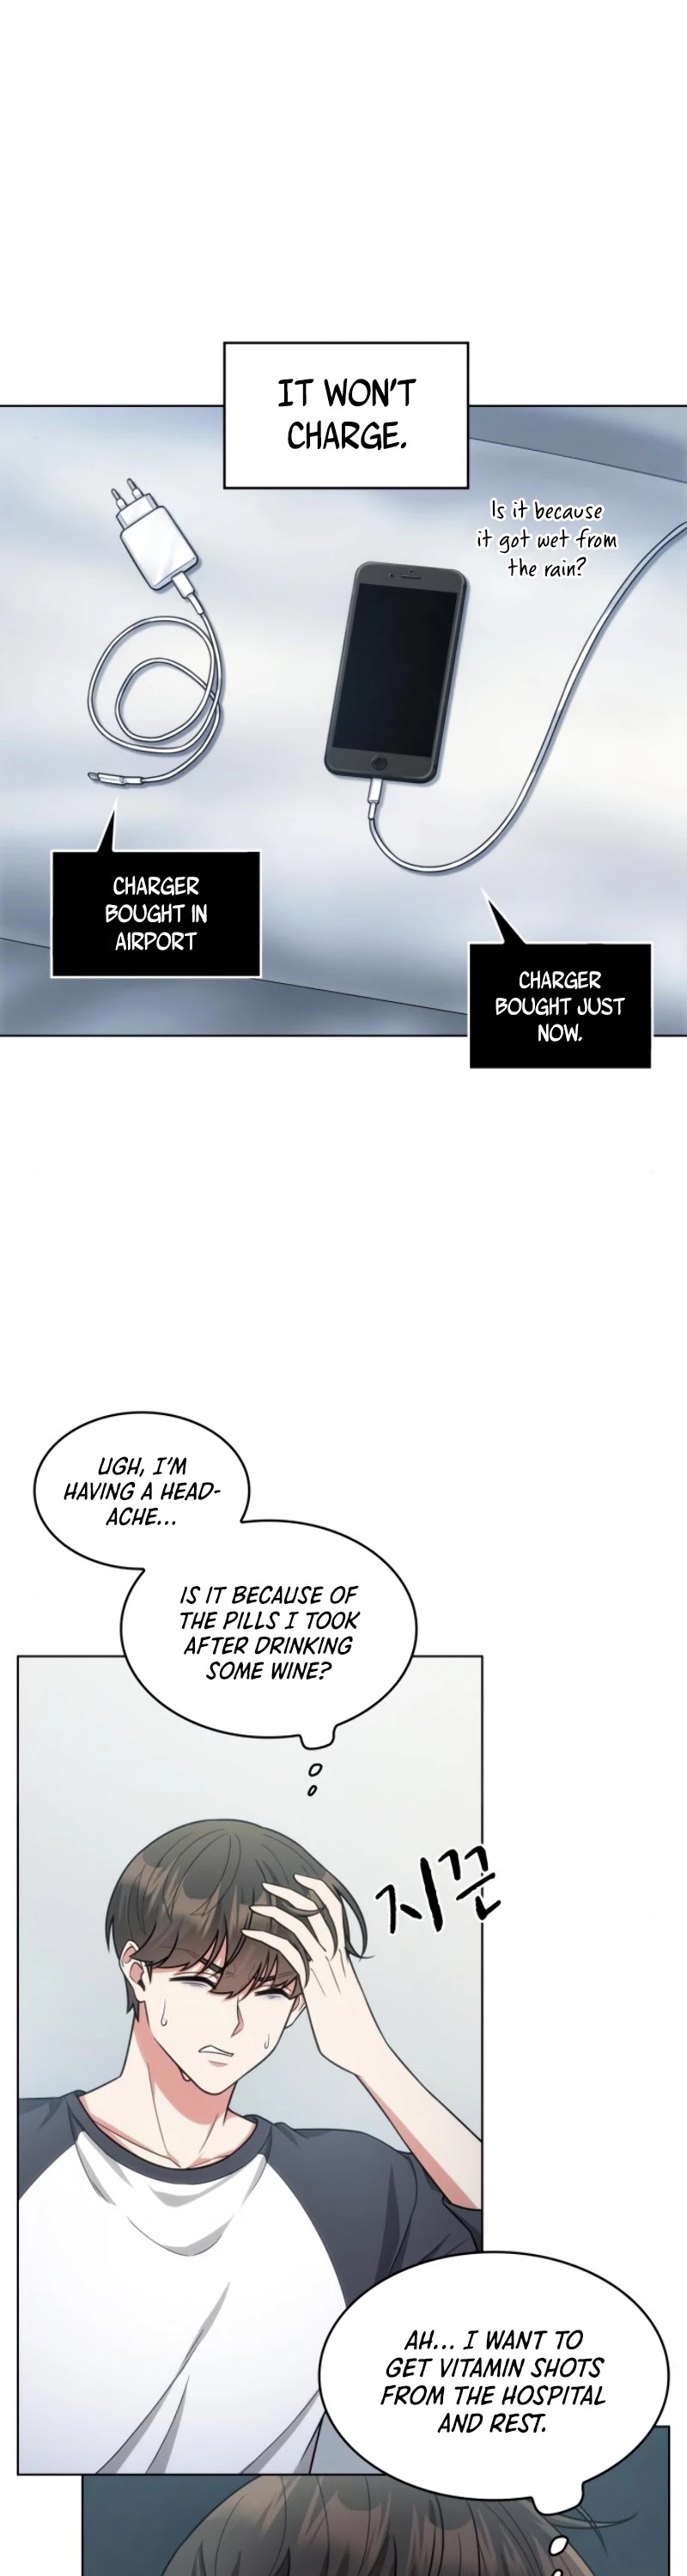 IT WON'T
CHARGE.
Is it because
it got wet from
the rain?
CHARGER
BOUGHT IN
AIRPORT
CHARGER
BOUGHT JUST
NOW.
UGH, I'M
HAVING A HEAD-
ACHE...
IS IT BECAUSE OF
THE PILLS I TOOK
AFTER DRINKING
SOME WINE?
지끈
AH... I WANT TO
GET VITAMIN SHOTS
FROM THE HOSPITAL
AND REST.